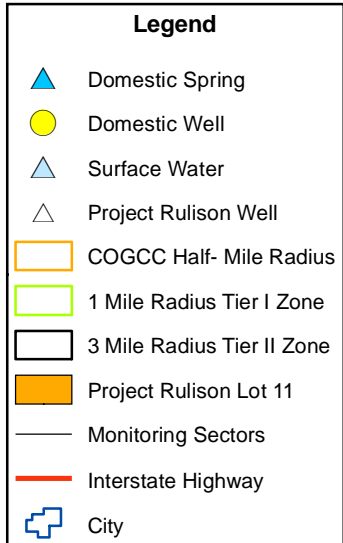 Legend
Domestic Spring
Domestic Well
Surface Water
Project Rulison Well
COGCC Half- Mile Radius
1 Mile Radius Tier I Zone
3 Mile Radius Tier II Zone
Project Rulison Lot 11
Monitoring Sectors
Interstate Highway
City